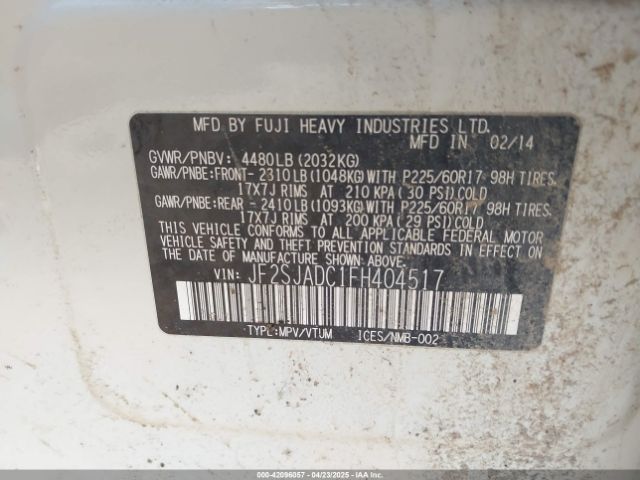 MFD BY FUJI HEAVY INDUSTRIES LTD.
MFD IN 02/14
GVWR/PNBV: 4480LB(2032KG)
GAWR/PNBE:FRONT- 2310LB(1048KG)WITH P225/60R17 98H TIRES,
17X7J RIMS AT 210 KPA( 30 PSI)COLD
GAWR/PNBE:REAR - 2410LB(1093KG)WITH P225/60R17 98H TIRES,
17X7J RIMS AT 200 KPA( 29 PSI)COLD
THIS VEHICLE CONFORMS TO ALL APPLICABLE FEDERAL MOTOR
VEHICLE SAFETY AND THEFT PREVENTION STANDARDS IN EFFECT ON
THE DATE OF MANUFACTURE SHOWN ABOVE.
VIN: JF2SJADC1FH404517
TYPE:MPV/VTUM ICES/NMB-002
000-42096057 - 04/23/2025 - IAAI.COM